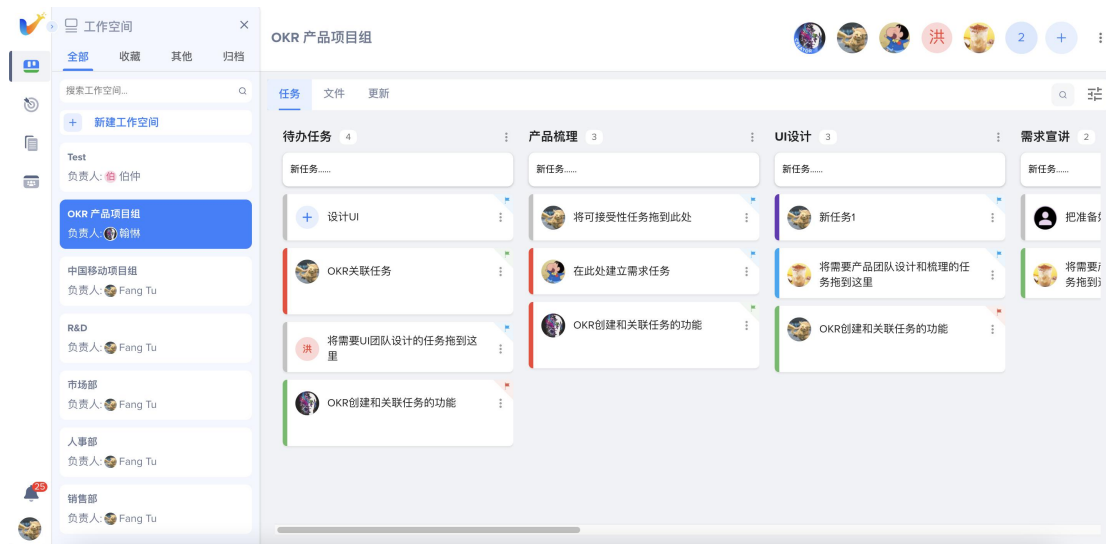 工作空间
全部 收藏 其他 归档
搜索工作空间...
+ 新建工作空间
Test
负责人: 伯 伯仲
OKR 产品项目组
负责人: 翰惏
中国移动项目组
负责人: Fang Tu
R&D
负责人: Fang Tu
市场部
负责人: Fang Tu
人事部
负责人: Fang Tu
销售部
负责人: Fang Tu
25
OKR 产品项目组
洪
2
+
任务 文件 更新
待办任务 4
新任务......
+ 设计UI
OKR关联任务
洪
将需要UI团队设计的任务拖到这
里
OKR创建和关联任务的功能
产品梳理 3
新任务......
将可接受性任务拖到此处
在此处建立需求任务
OKR创建和关联任务的功能
UI设计 3
新任务......
新任务1
将需要产品团队设计和梳理的任
务拖到这里
OKR创建和关联任务的功能
需求宣讲 2
新任务......
把准备
将需要
务拖到